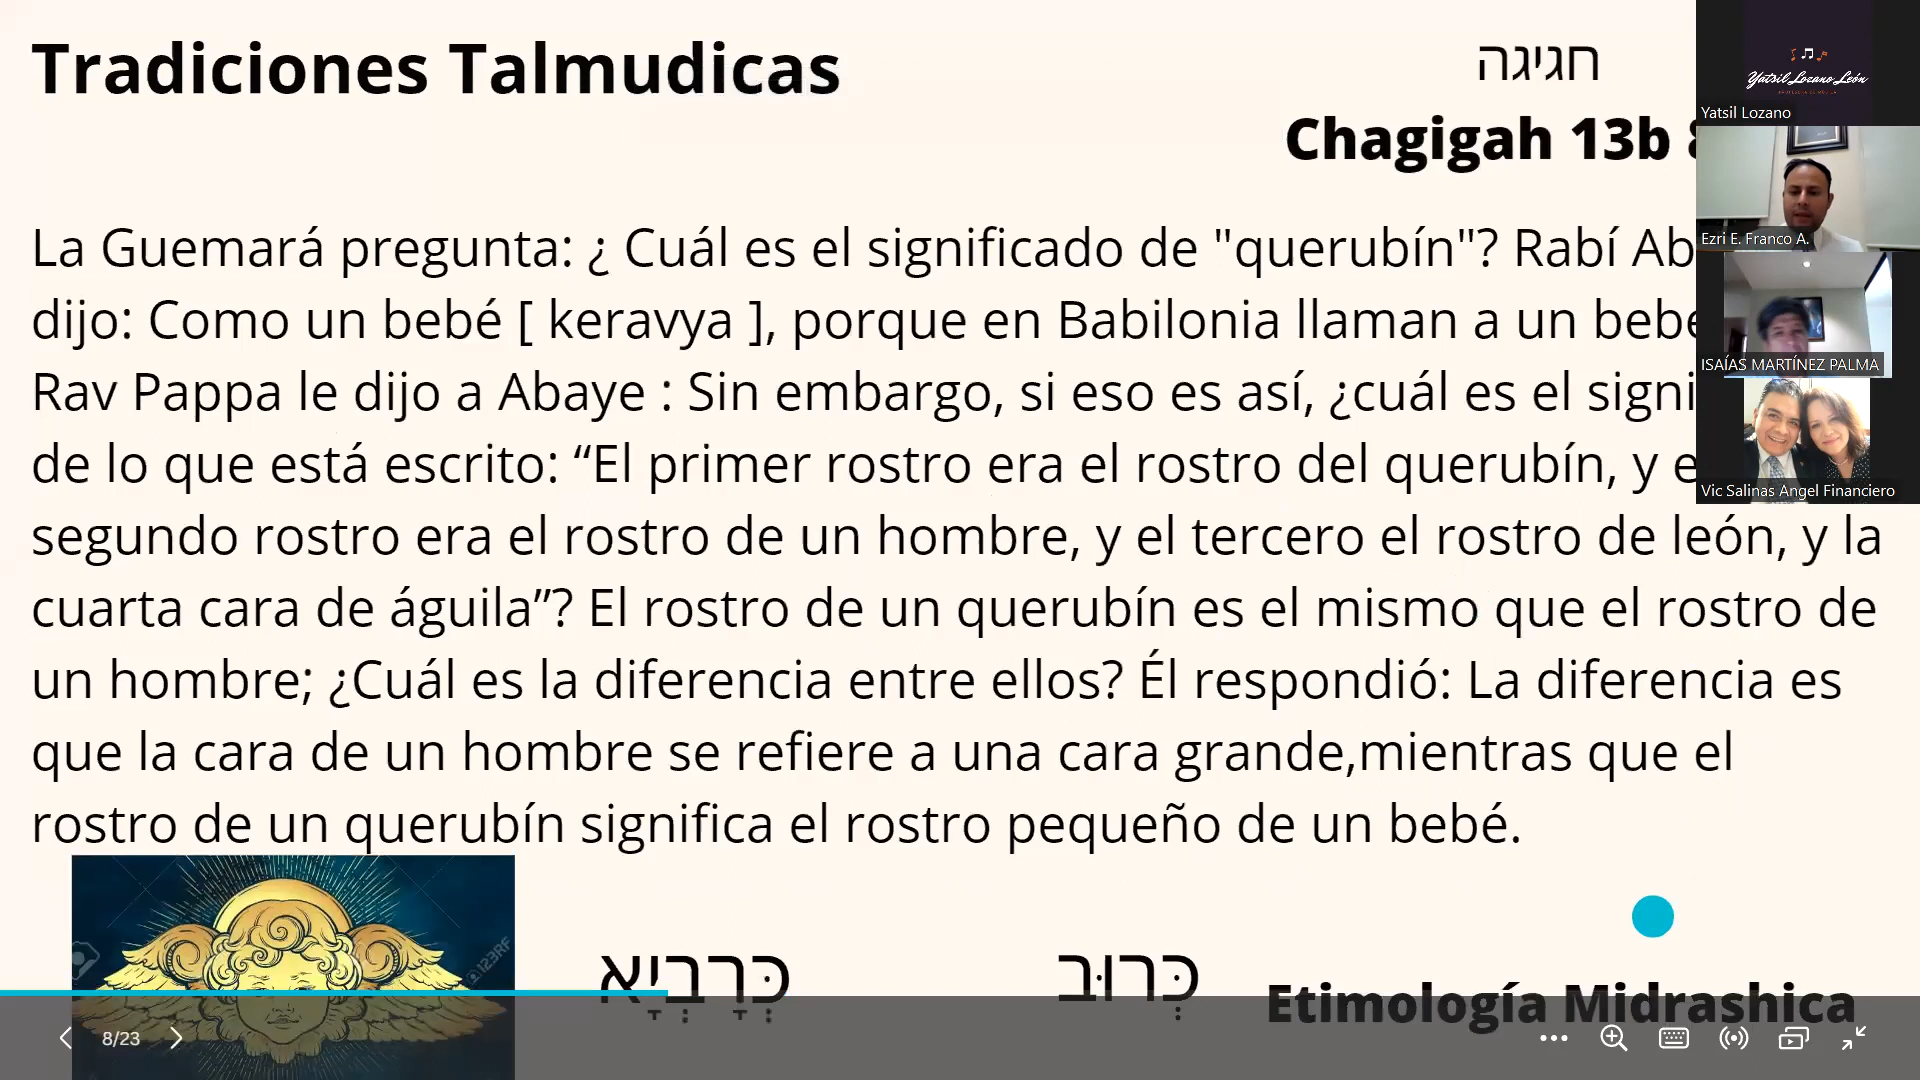 Tradiciones Talmudicas
חגיגה
Chagigah 13b
La Guemará pregunta: ¿ Cuál es el significado de "querubín"? Rabí
dijo: Como un bebé [ keravya ], porque en Babilonia llaman a un
Rav Pappa le dijo a Abaye : Sin embargo, si eso es así, ¿cuál es el
de lo que está escrito: “El primer rostro era el rostro del querubín, y
segundo rostro era el rostro de un hombre, y el tercero el rostro de león, y la
cuarta cara de águila”? El rostro de un querubín es el mismo que el rostro de
un hombre; ¿Cuál es la diferencia entre ellos? Él respondió: La diferencia es
que la cara de un hombre se refiere a una cara grande,mientras que el
rostro de un querubín significa el rostro pequeño de un bebé.
כְּרָבְיָא
כְּרוּב
Etimología Midrashica
123RF
8/23
Yatsil Lozano León
Yatsil Lozano
Ezri E. Franco A.
ISAÍAS MARTÍNEZ PALMA
Vic Salinas Angel Financiero